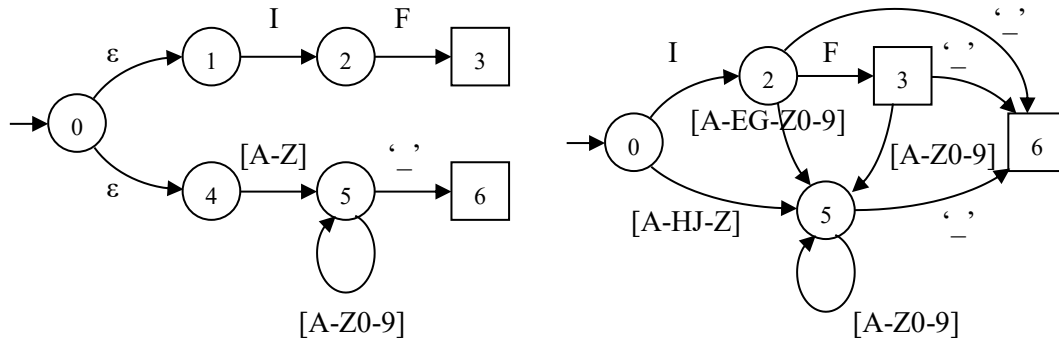 I F
ε
1 2 3
0
[A-Z] ‘_’
ε
4 5 6
[A-Z0-9]
‘_’
I F ‘_’
2 3
[A-EG-Z0-9]
0 6
[A-Z0-9]
5
[A-HJ-Z] ‘_’
[A-Z0-9]